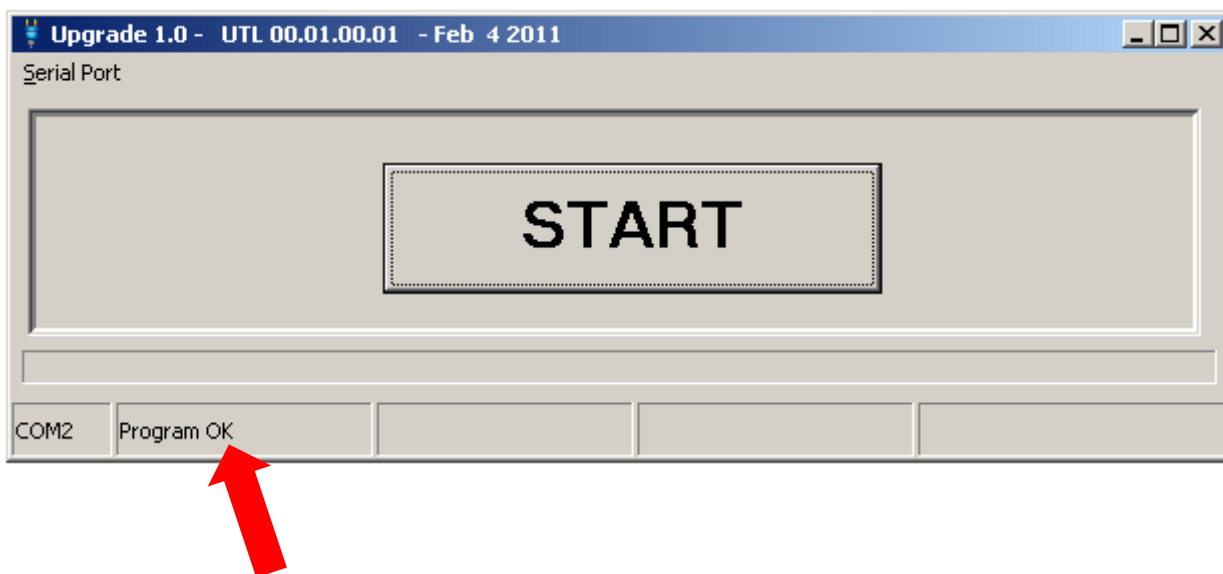 Upgrade 1.0 - UTL 00.01.00.01 - Feb 4 2011
Serial Port
START
COM2 Program OK